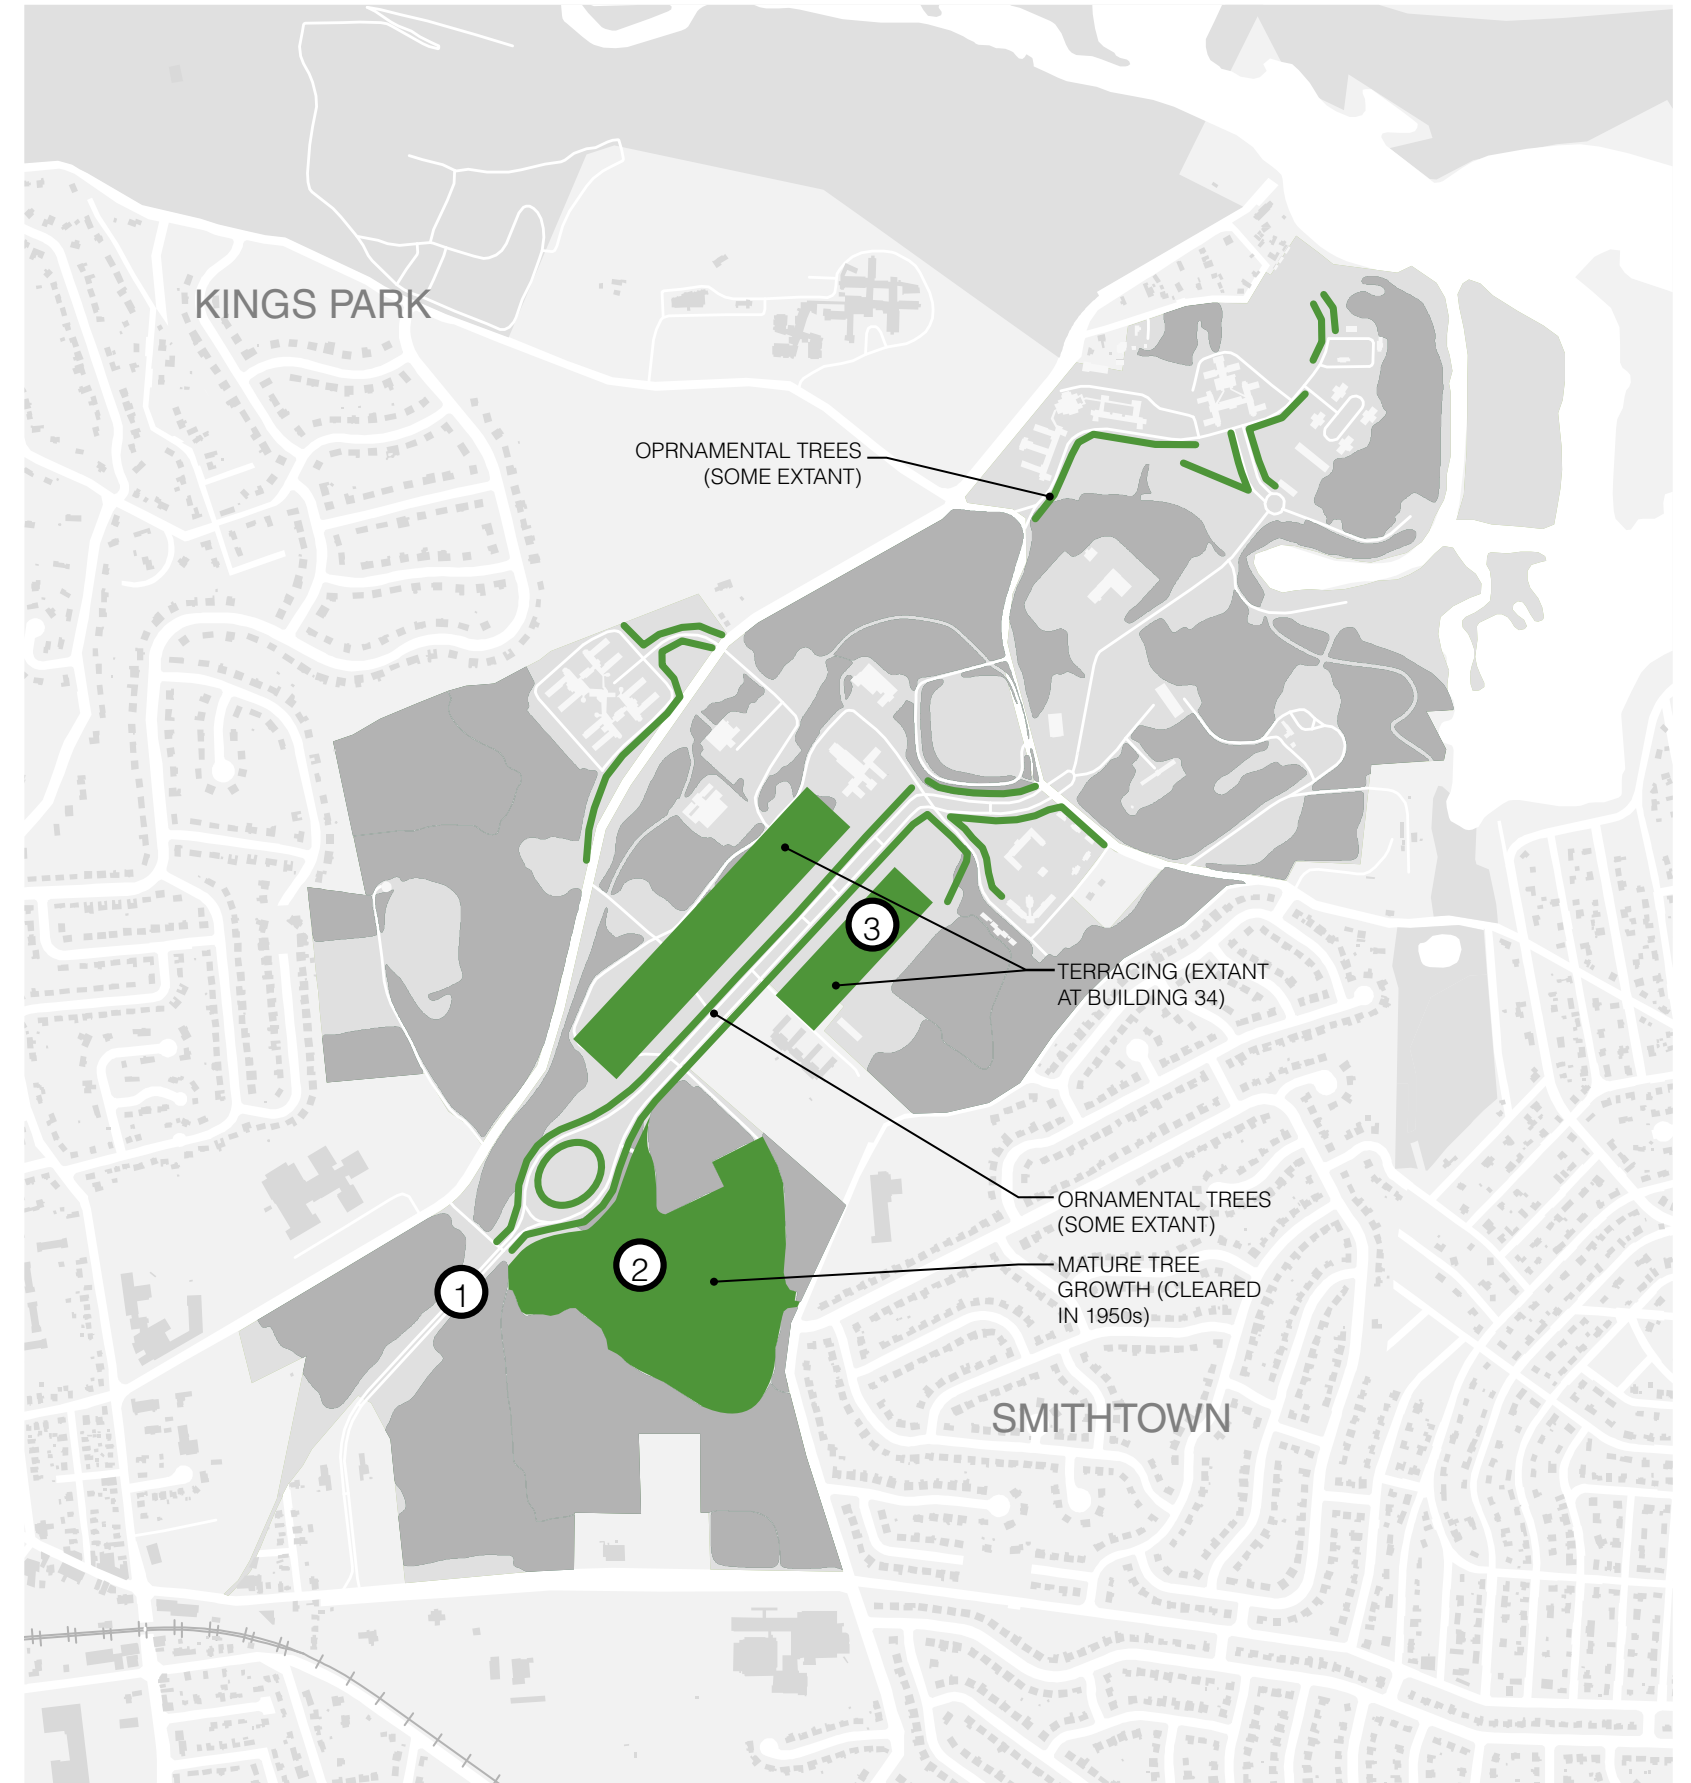 KINGS PARK
OPRNAMENTAL TREES
(SOME EXTANT)
3
TERRACING (EXTANT
AT BUILDING 34)
ORNAMENTAL TREES
(SOME EXTANT)
2
MATURE TREE
GROWTH (CLEARED
IN 1950s)
1
SMITHTOWN